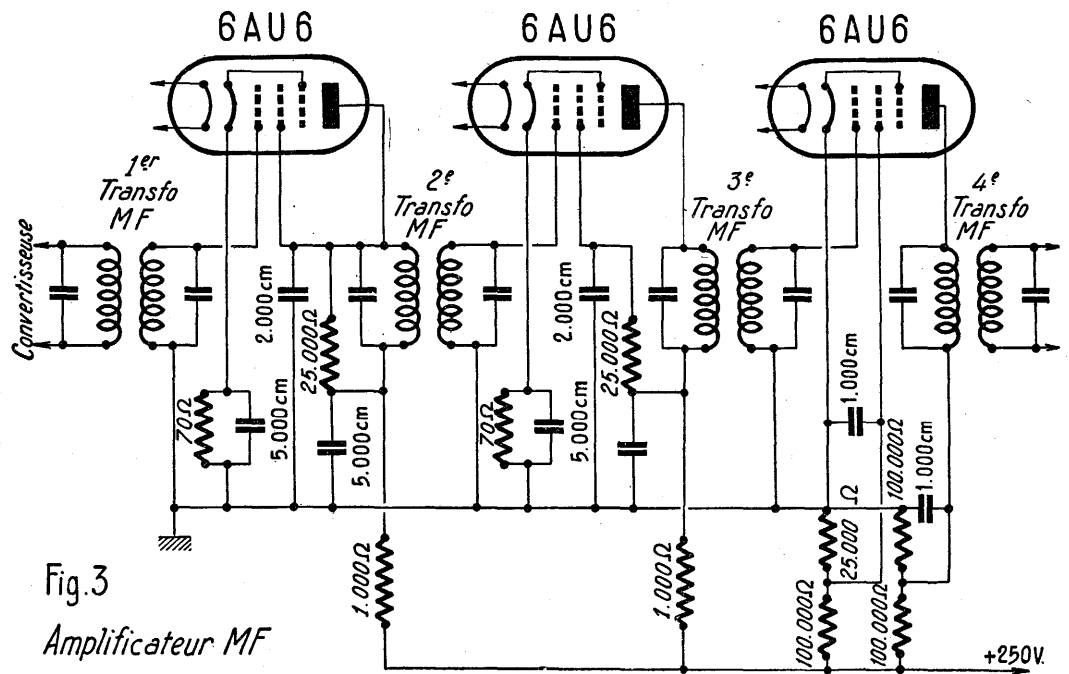 6AU6
6AU6
6AU6
1er
Transfo
MF
2e
Transfo
MF
3e
Transfo
MF
4e
Transfo
MF
Convertisseuse
2.000cm
25.000Ω
2.000cm
25.000Ω
70Ω
5.000cm
5.000cm
70Ω
5.000cm
1.000cm
100.000Ω
1.000cm
25.000 Ω
1.000Ω
1.000Ω
100.000Ω
100.000Ω
+250V.
Fig.3
Amplificateur MF